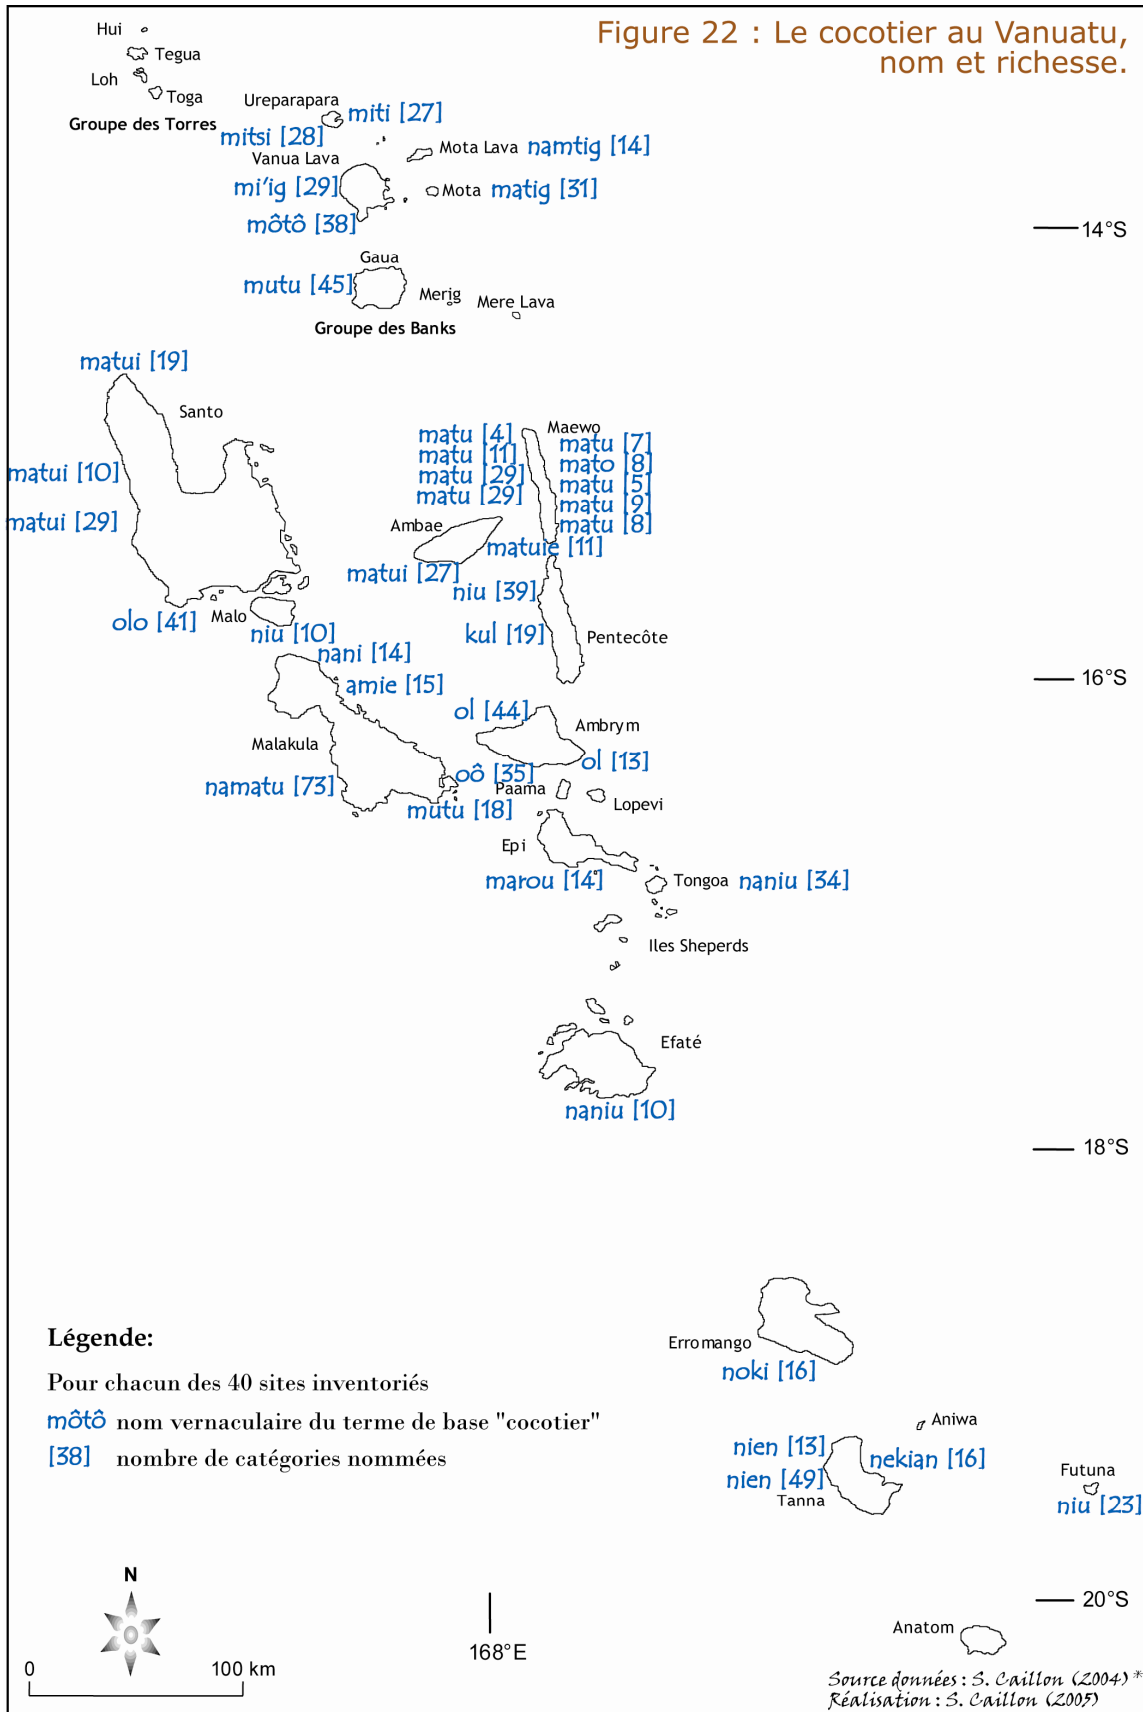 Figure 22 : Le cocotier au Vanuatu,
nom et richesse.
Hui
Tegua
Loh
Toga
Groupe des Torres
Ureparapara
miti [27]
mitsi [28]
Mota Lava namtig [14]
Vanua Lava
mi'ig [29]
Mota matig [31]
môtô [38]
14°S
Gaua
mutu [45]
Merig
Mere Lava
Groupe des Banks
matui [19]
Santo
matui [10]
matui [29]
Maewo
matu [4]
matu [11]
matu [29]
matu [29]
matu [7]
mato [8]
matu [5]
matu [9]
matu [8]
Ambae
matuie [11]
matui [27]
niu [39]
olo [41]
Malo
niu [10]
kul [19]
Pentecôte
nani [14]
amie [15]
16°S
ol [44]
Ambrym
Malakula
ol [13]
oô [35]
namatu [73]
Paama
Lopevi
mutu [18]
Epi
marou [14]
Tongoa naniu [34]
Iles Sheperds
Efaté
naniu [10]
18°S
Erromango
noki [16]
Légende:
Pour chacun des 40 sites inventoriés
môtô nom vernaculaire du terme de base "cocotier"
[38] nombre de catégories nommées
Aniwa
nien [13]
nekian [16]
nien [49]
Tanna
Futuna
niu [23]
N
20°S
168°E
Anatom
0 100 km
Source données : S. Caillon (2004) *
Réalisation : S. Caillon (2005)